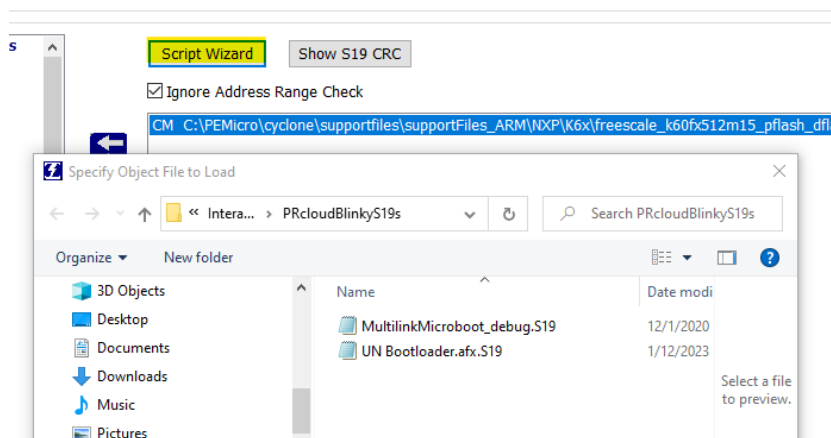 s
Script Wizard Show S19 CRC
Ignore Address Range Check
CM C:\PEMicro\cyclone\supportfiles\supportFiles_ARM\NXP\K6x\freescale_k60fx512m15_pflash_dfl
Specify Object File to Load
« Intera... › PRcloudBlinkyS19s Search PRcloudBlinkyS19s
Organize New folder
3D Objects Name Date modi
Desktop MultilinkMicroboot_debug.S19 12/1/2020
Documents UN Bootloader.afx.S19 1/12/2023
Downloads Select a file
Music to preview.
Pictures